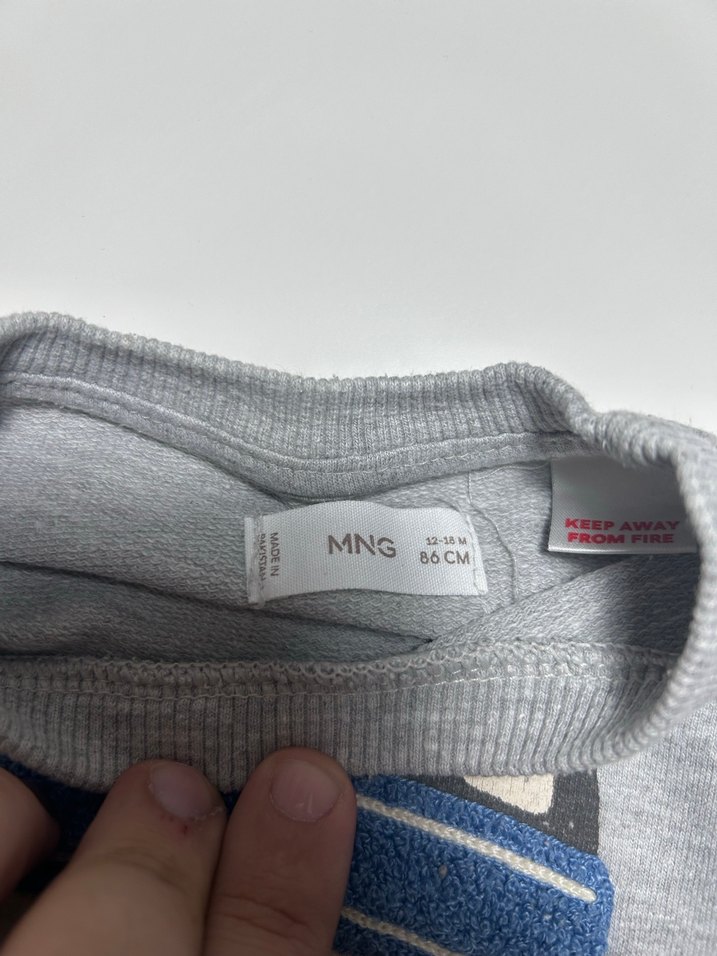 MADE IN
PAKISTAN
MNG
12-18 M
86 CM
KEEP AWAY
FROM FIRE